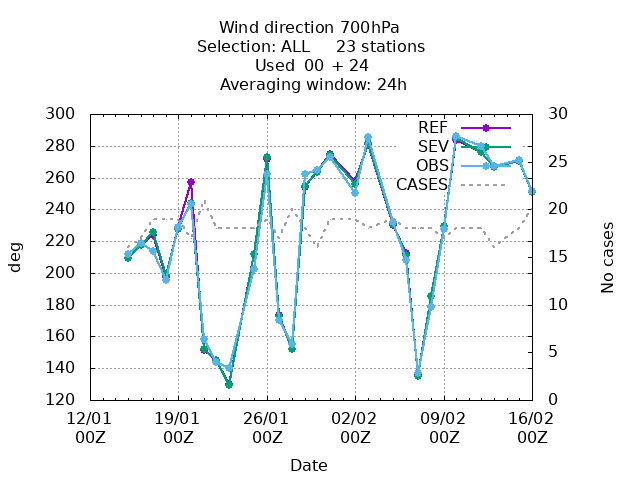 Wind direction 700hPa
Selection: ALL     23 stations
Used  00 + 24
Averaging window: 24h
300
280
260
240
220
200
180
160
140
120
30
25
20
15
10
5
0
REF
SEV
OBS
CASES
deg
No cases
12/01 19/01 26/01 02/02 09/02 16/02
00Z 00Z 00Z 00Z 00Z 00Z
Date